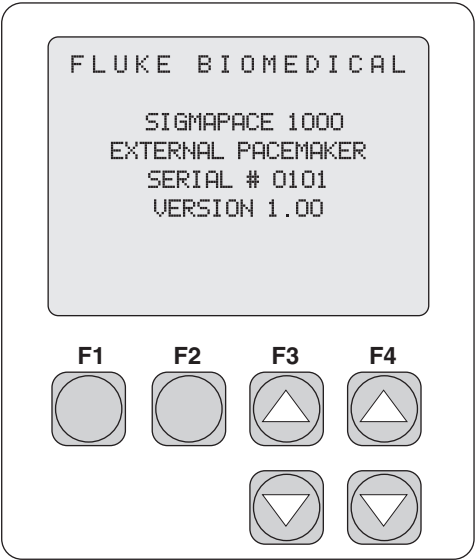 FLUKE BIOMEDICAL
SIGMAPACE 1000
EXTERNAL PACEMAKER
SERIAL # 0101
VERSION 1.00
F1 F2 F3 F4